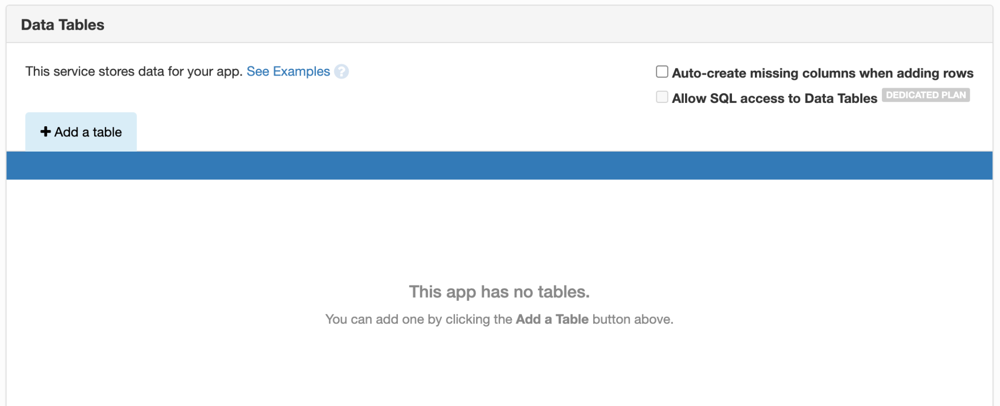 Data Tables
This service stores data for your app. See Examples ?
Auto-create missing columns when adding rows
Allow SQL access to Data Tables DEDICATED PLAN
+ Add a table
This app has no tables.
You can add one by clicking the Add a Table button above.